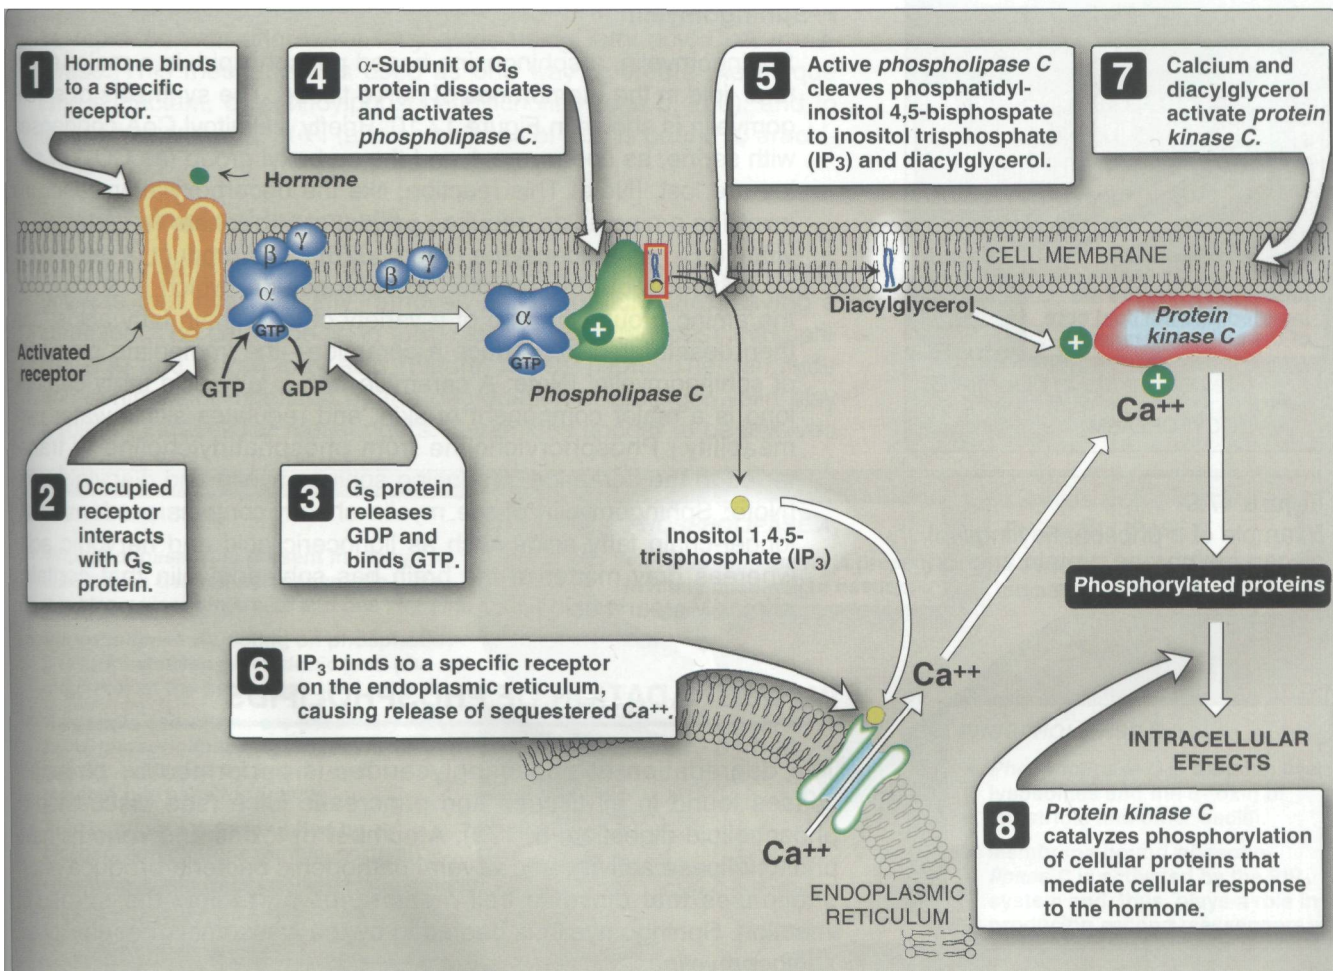 1
Hormone binds
to a specific
receptor.
4
α-Subunit of Gs
protein dissociates
and activates
phospholipase C.
5
Active phospholipase C
cleaves phosphatidyl-
inositol 4,5-bisphospate
to inositol trisphosphate
(IP3) and diacylglycerol.
7
Calcium and
diacylglycerol
activate protein
kinase C.
Hormone
β
γ
α
GTP
β
γ
α
GTP
+
CELL MEMBRANE
Diacylglycerol
+
Protein
kinase C
+
Ca++
Activated
receptor
GTP
GDP
Phospholipase C
2
Occupied
receptor
interacts
with Gs
protein.
3
Gs protein
releases
GDP and
binds GTP.
Inositol 1,4,5-
trisphosphate (IP3)
Phosphorylated proteins
6
IP3 binds to a specific receptor
on the endoplasmic reticulum,
causing release of sequestered Ca++.
Ca++
INTRACELLULAR
EFFECTS
Ca++
ENDOPLASMIC
RETICULUM
8
Protein kinase C
catalyzes phosphorylation
of cellular proteins that
mediate cellular response
to the hormone.